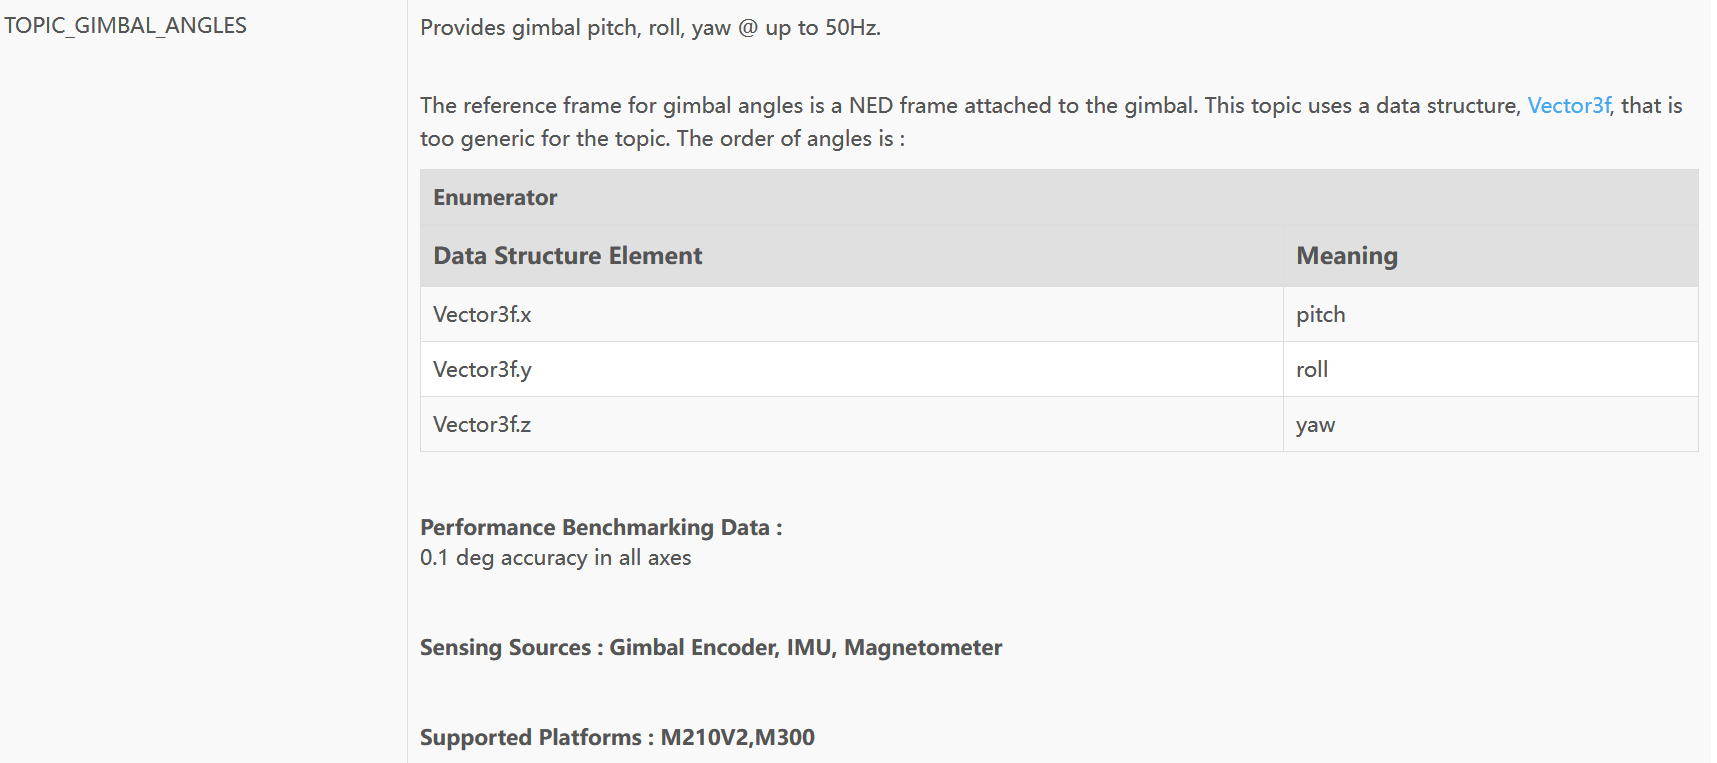 TOPIC_GIMBAL_ANGLES
Provides gimbal pitch, roll, yaw @ up to 50Hz.
The reference frame for gimbal angles is a NED frame attached to the gimbal. This topic uses a data structure, Vector3f, that is
too generic for the topic. The order of angles is :
Enumerator
Data Structure Element Meaning
Vector3f.x pitch
Vector3f.y roll
Vector3f.z yaw
Performance Benchmarking Data :
0.1 deg accuracy in all axes
Sensing Sources : Gimbal Encoder, IMU, Magnetometer
Supported Platforms : M210V2,M300